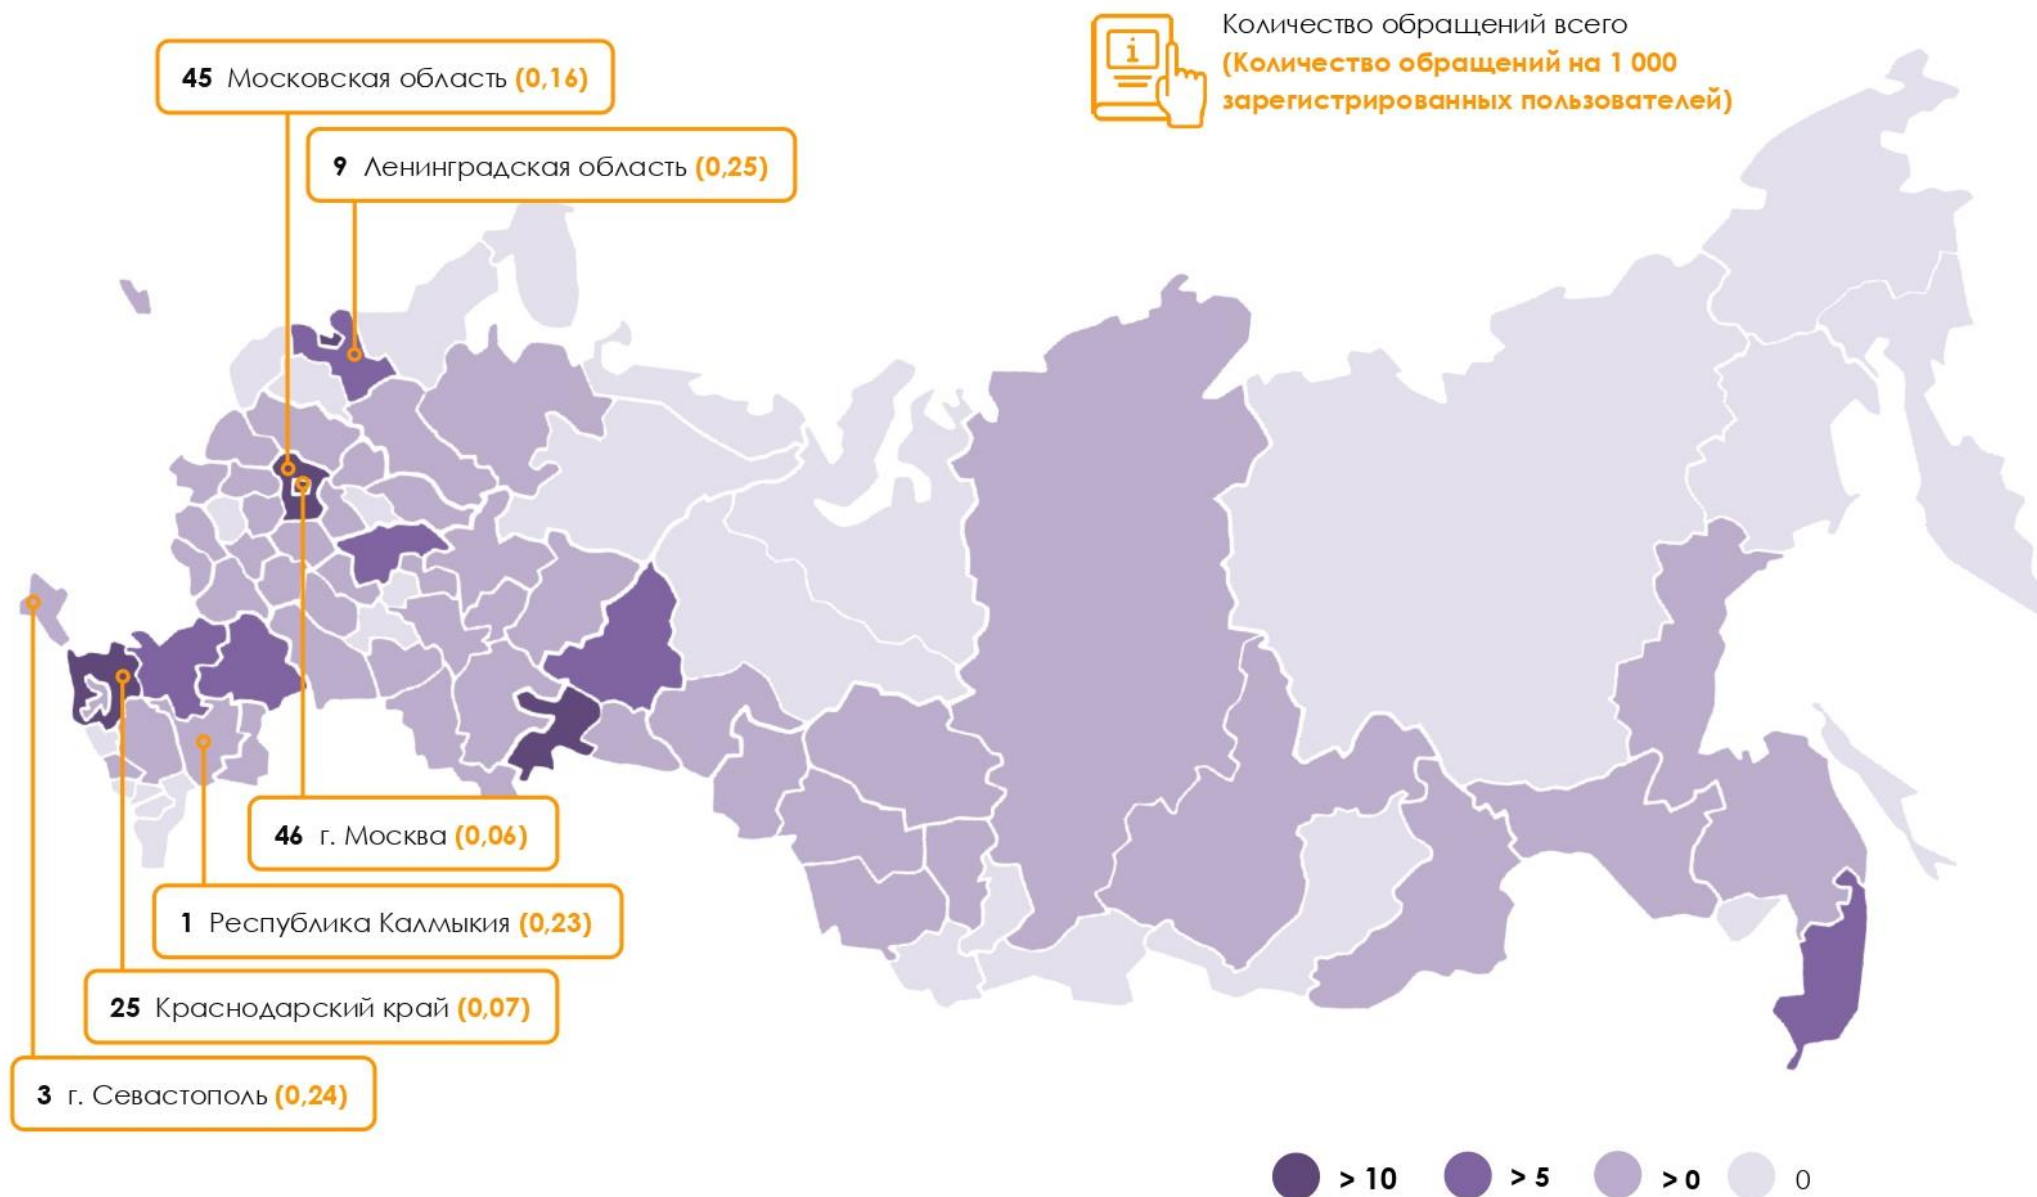 Количество обращений всего
(Количество обращений на 1 000
зарегистрированных пользователей)
i
45 Московская область (0,16)
9 Ленинградская область (0,25)
46 г. Москва (0,06)
1 Республика Калмыкия (0,23)
25 Краснодарский край (0,07)
3 г. Севастополь (0,24)
> 10 > 5 > 0 0